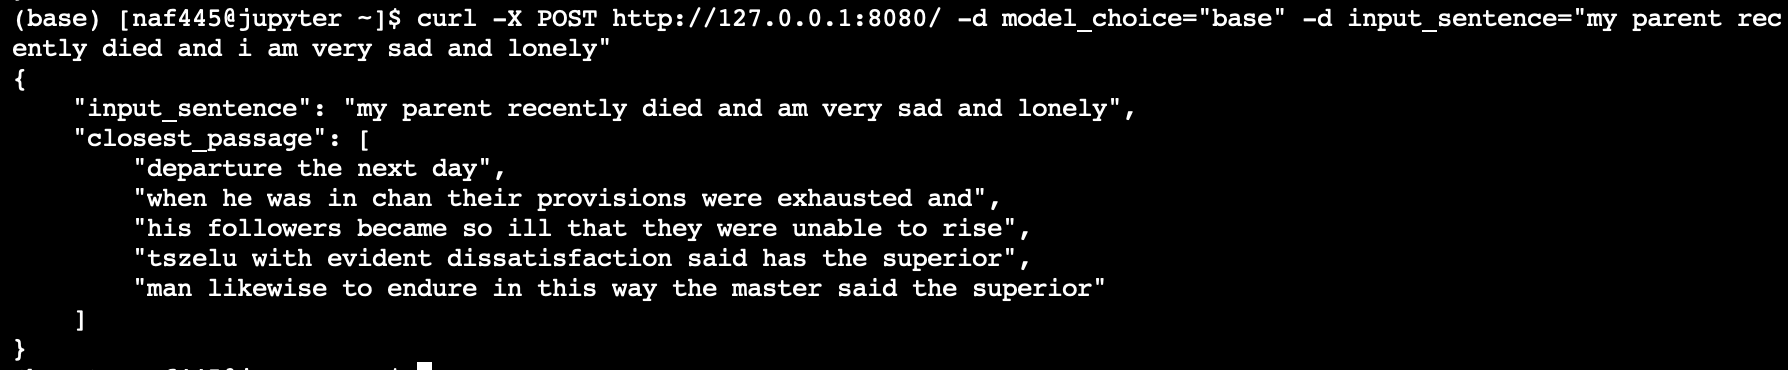 (base) [naf445@jupyter ~]$ curl -X POST http://127.0.0.1:8080/ -d model_choice="base" -d input_sentence="my parent rec
ently died and i am very sad and lonely"
{
    "input_sentence": "my parent recently died and am very sad and lonely",
    "closest_passage": [
        "departure the next day",
        "when he was in chan their provisions were exhausted and",
        "his followers became so ill that they were unable to rise",
        "tszelu with evident dissatisfaction said has the superior",
        "man likewise to endure in this way the master said the superior"
    ]
}